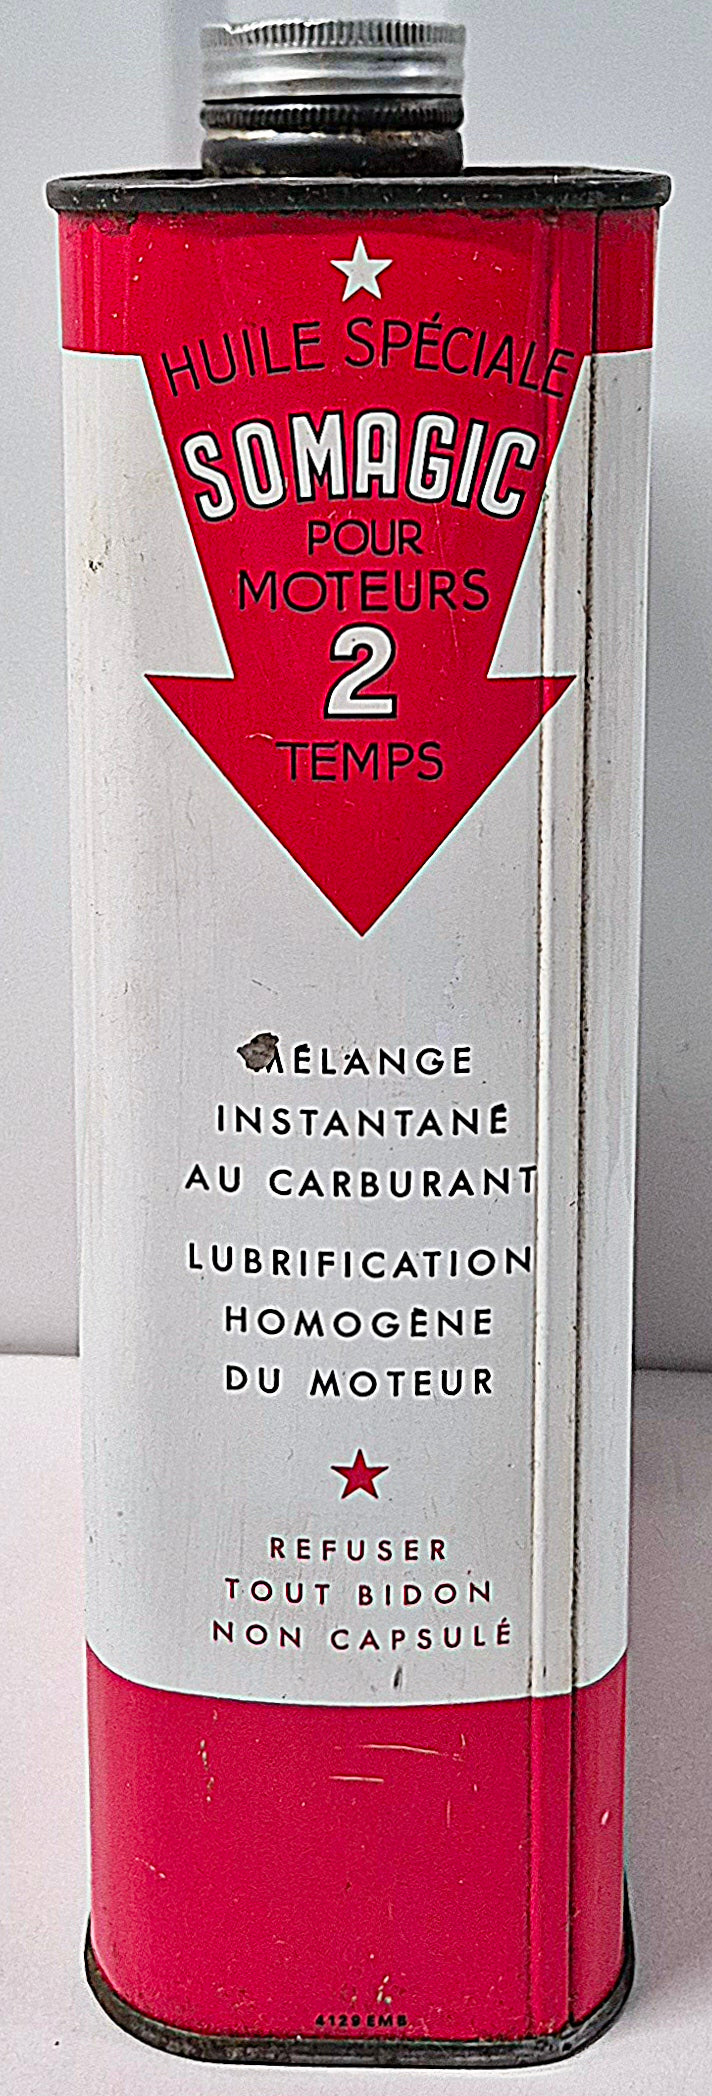 HUILE SPÉCIALE
SOMAGIC
POUR
MOTEURS
2
TEMPS
MÉLANGE
INSTANTANÉ
AU CARBURANT
LUBRIFICATION
HOMOGÈNE
DU MOTEUR
REFUSER
TOUT BIDON
NON CAPSULÉ
4129 EMB